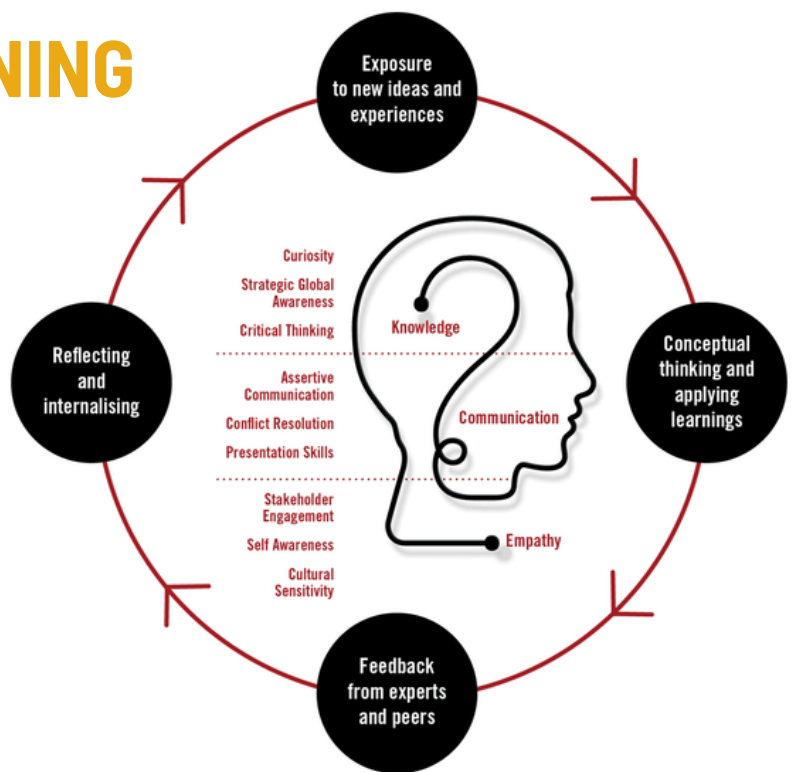 NING
Exposure
to new ideas and
experiences
Curiosity
Strategic Global
Awareness
Critical Thinking
Knowledge
Assertive
Communication
Conflict Resolution
Presentation Skills
Communication
Stakeholder
Engagement
Self Awareness
Cultural
Sensitivity
Empathy
Conceptual
thinking and
applying
learnings
Feedback
from experts
and peers
Reflecting
and
internalising